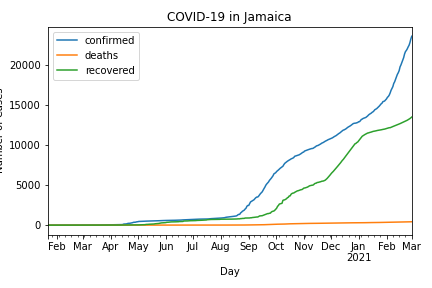 COVID-19 in Jamaica
confirmed
deaths
recovered
20000
15000
10000
5000
0
Number of cases
Feb Mar Apr May Jun Jul Aug Sep Oct Nov Dec Jan Feb Mar
2021
Day